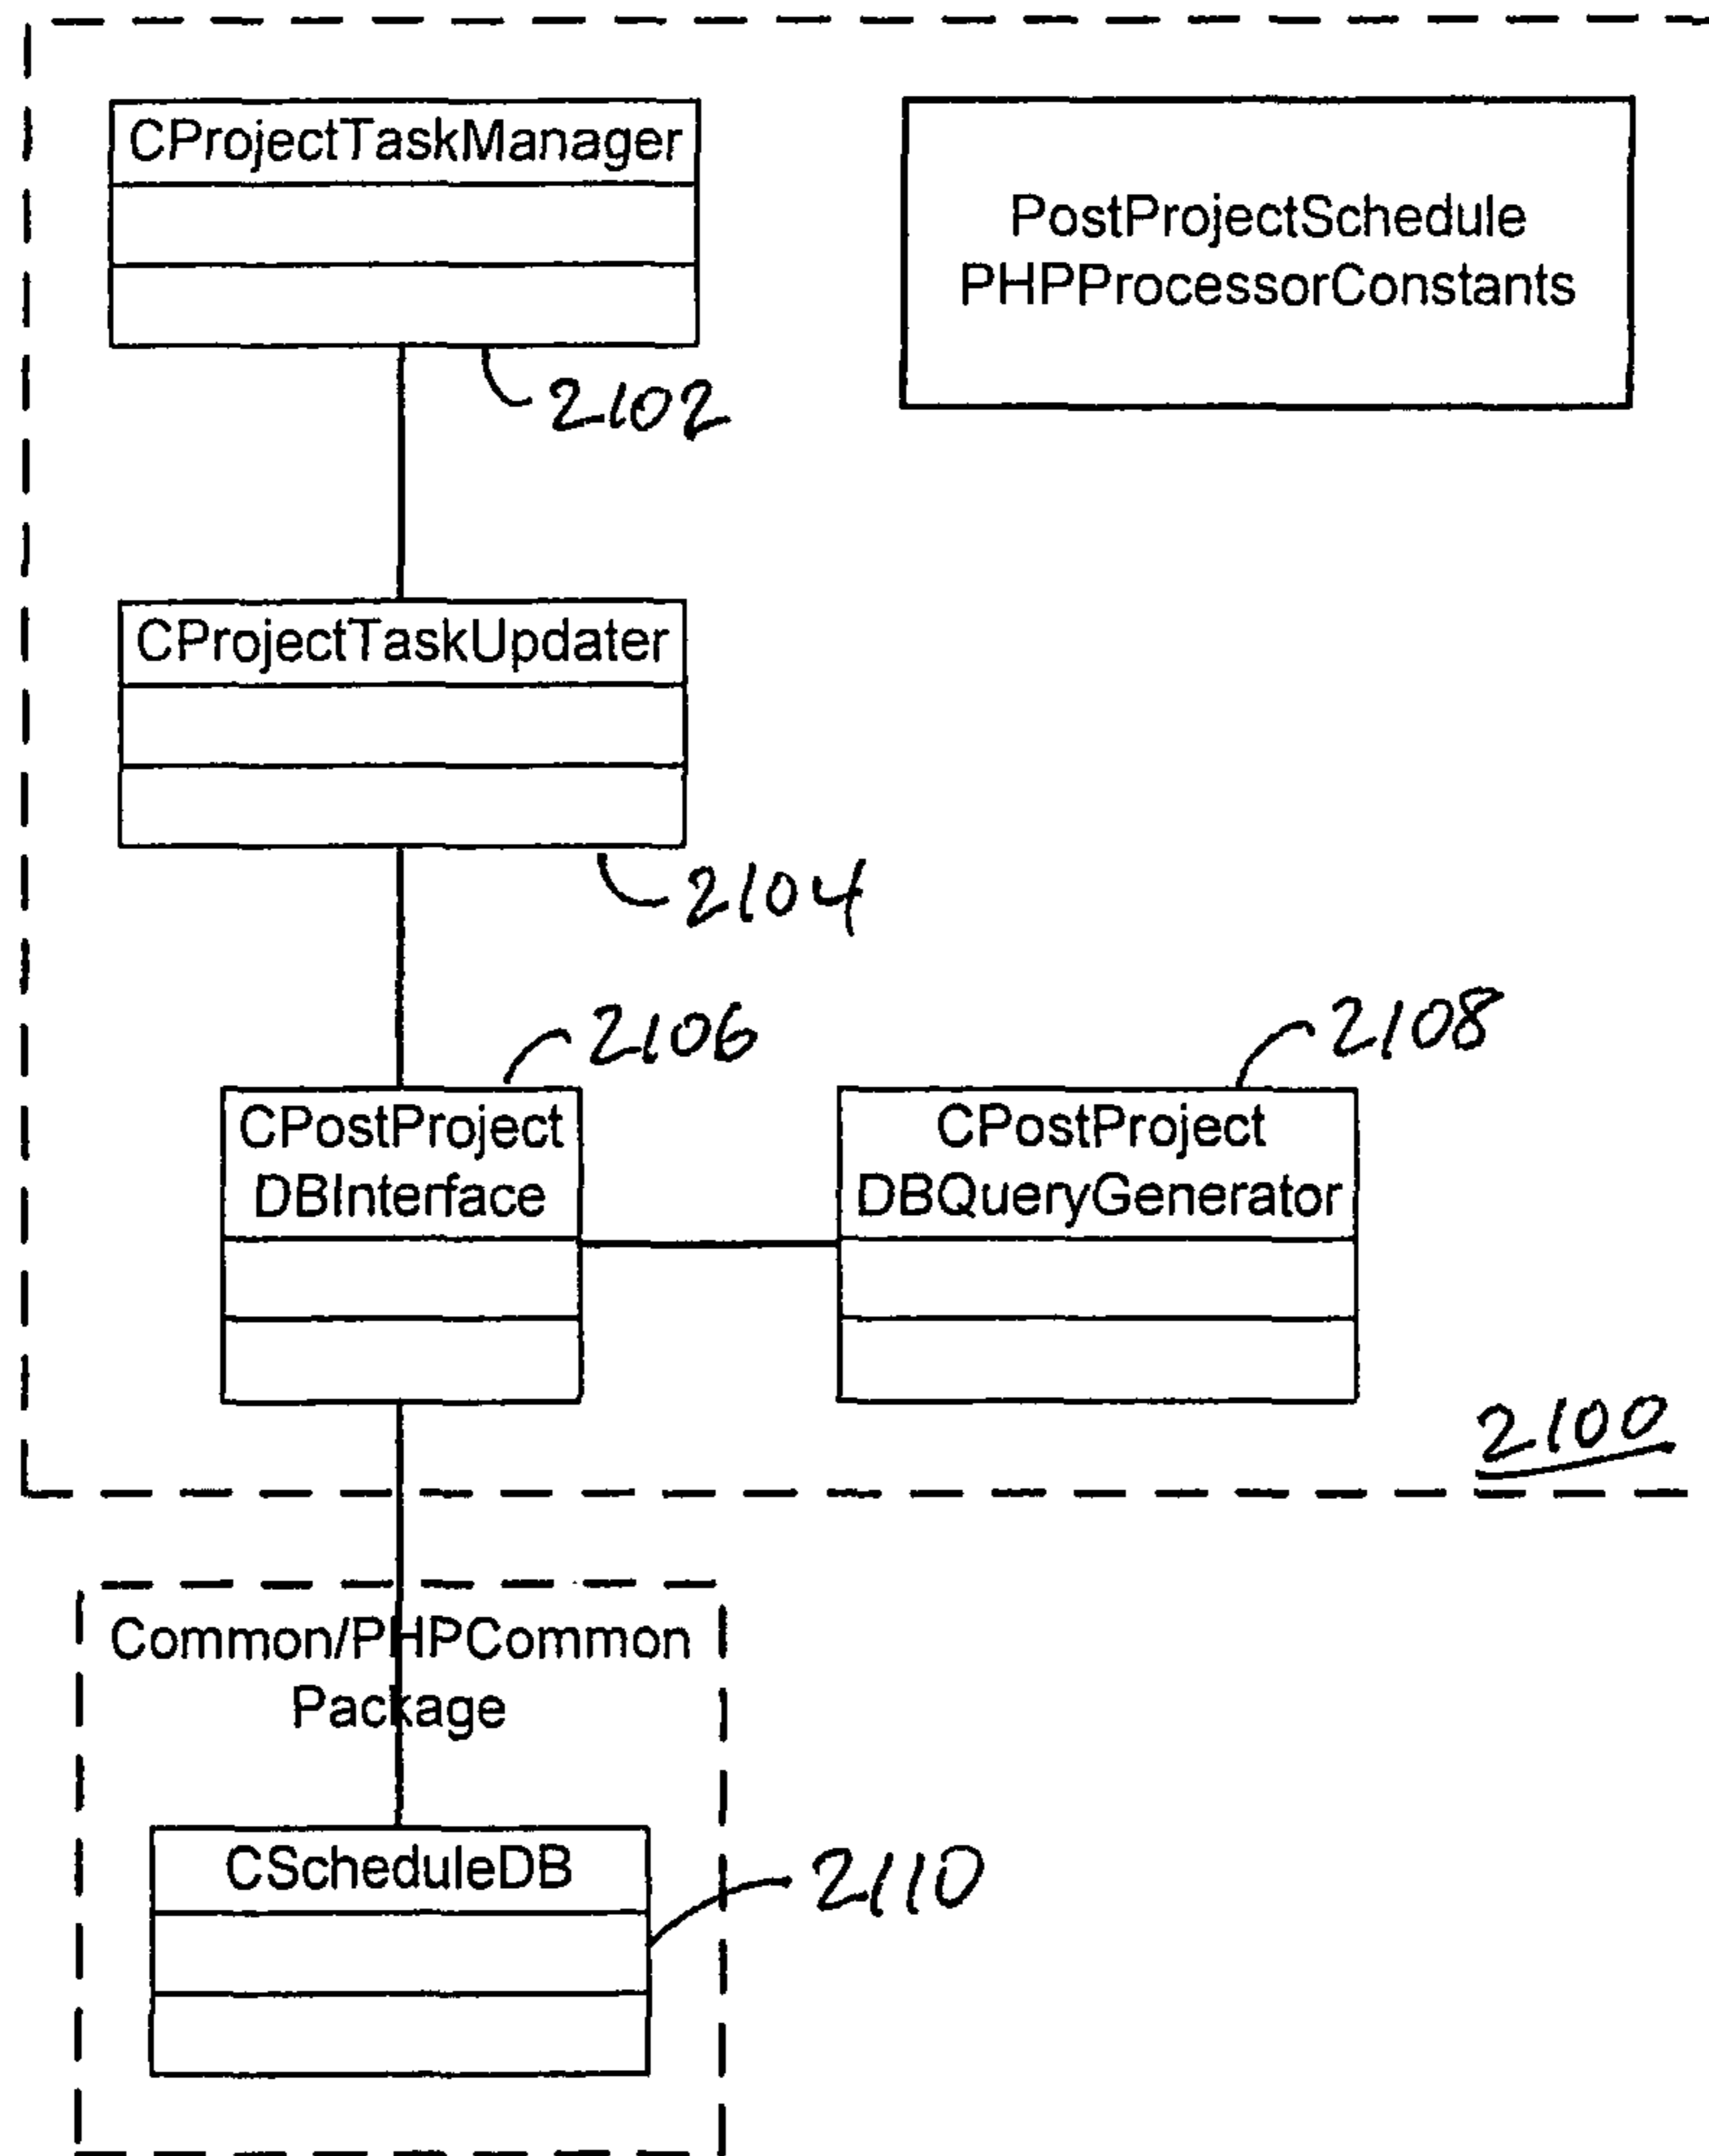 CProjectTaskManager
PostProjectSchedule
PHPProcessorConstants
2102
CProjectTaskUpdater
2104
2106
2108
CPostProject
DBInterface
CPostProject
DBQueryGenerator
2100
Common/PHPCommon
Package
CScheduleDB
2110